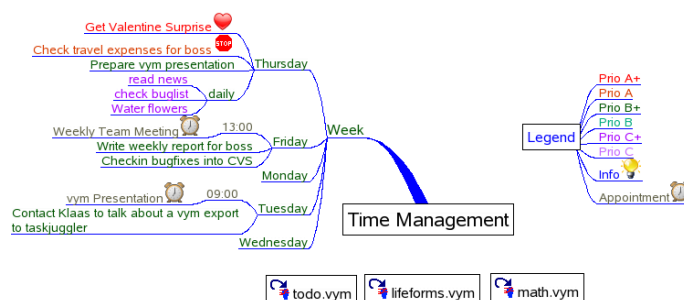 Get Valentine Surprise
STOP
Check travel expenses for boss
Prepare vym presentation
Thursday
read news
check buglist
daily
Water flowers
Weekly Team Meeting
13:00
Write weekly report for boss
Friday
Checkin bugfixes into CVS
Week
Monday
vym Presentation
09:00
Contact Klaas to talk about a vym export
to taskjuggler
Tuesday
Wednesday
Time Management
Legend
Prio A+
Prio A
Prio B+
Prio B
Prio C+
Prio C
Info
Appointment
todo.vym
lifeforms.vym
math.vym